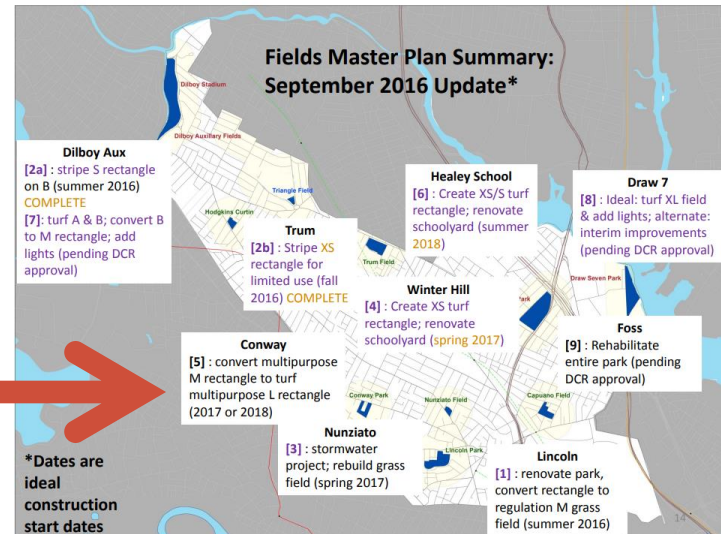 Fields Master Plan Summary:
September 2016 Update*
Dilboy Stadium
Dilboy Auxillary Fields
Dilboy Aux
[2a] : stripe S rectangle
on B (summer 2016)
COMPLETE
[7]: turf A & B; convert B
to M rectangle; add
lights (pending DCR
approval)
Triangle Field
Hodgkins Curtin
Trum
[2b] : Stripe XS
rectangle for
limited use (fall
2016) COMPLETE
Trum Field
Healey School
[6] : Create XS/S turf
rectangle; renovate
schoolyard (summer
2018)
Draw 7
[8] : Ideal: turf XL field
& add lights; alternate:
interim improvements
(pending DCR approval)
Draw Seven Park
Winter Hill
[4] : Create XS turf
rectangle; renovate
schoolyard (spring 2017)
ark
Foss
[9] : Rehabilitate
entire park (pending
DCR approval)
Conway
[5] : convert multipurpose
M rectangle to turf
multipurpose L rectangle
(2017 or 2018)
Conway Park
Nunziato Field
Capuano Field
Nunziato
[3] : stormwater
project; rebuild grass
field (spring 2017)
Lincoln Park
Lincoln
[1] : renovate park,
convert rectangle to
regulation M grass
field (summer 2016)
*Dates are
ideal
construction
start dates
14